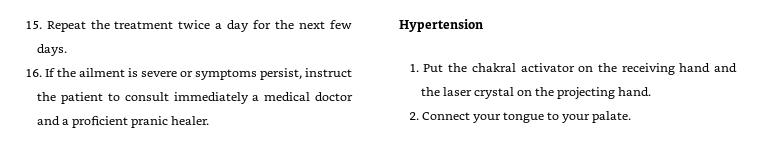 15. Repeat the treatment twice a day for the next few
days.
16. If the ailment is severe or symptoms persist, instruct
the patient to consult immediately a medical doctor
and a proficient pranic healer.
Hypertension
1. Put the chakral activator on the receiving hand and
the laser crystal on the projecting hand.
2. Connect your tongue to your palate.